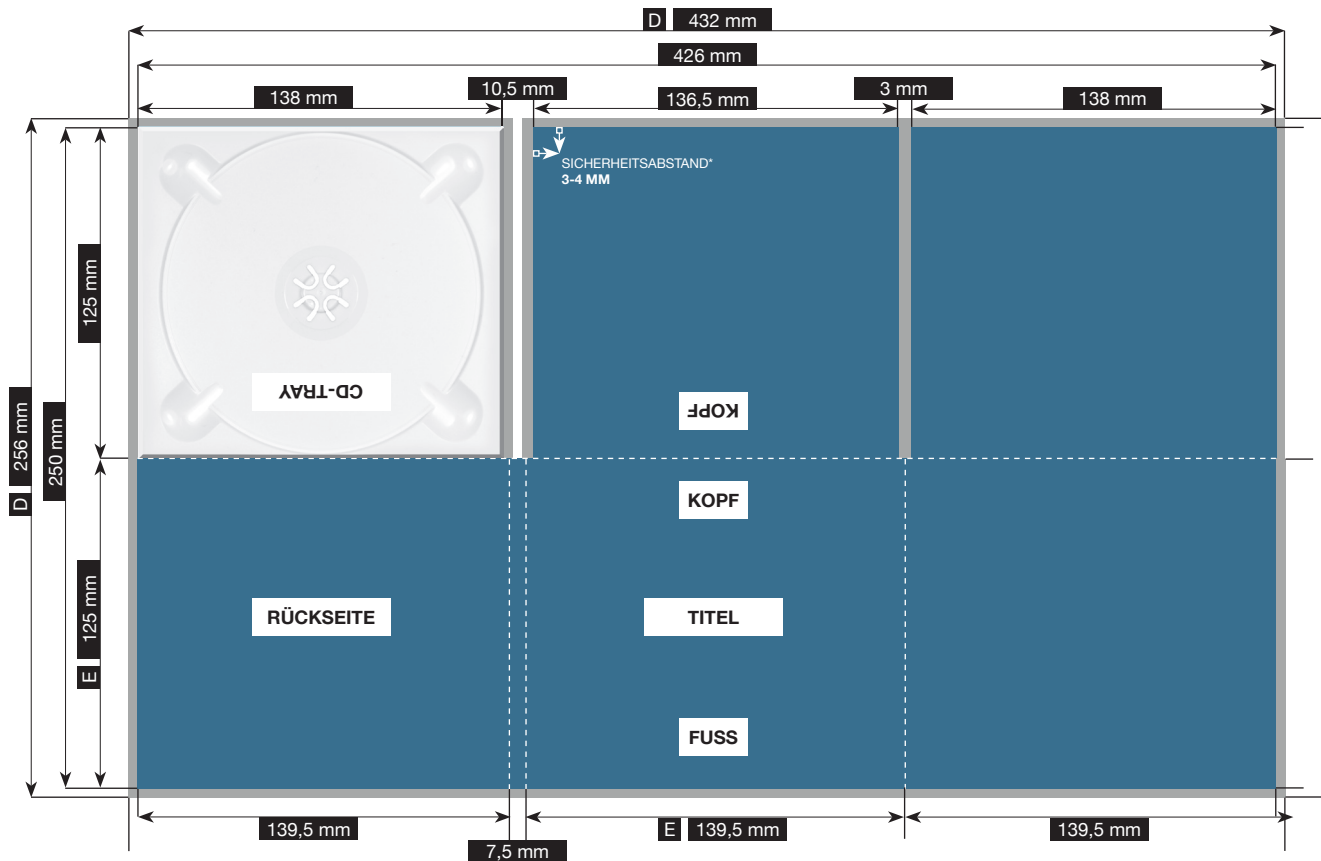 D 432 mm
426 mm
138 mm
10,5 mm
136,5 mm
3 mm
138 mm
SICHERHEITSABSTAND*
3-4 MM
125 mm
CD-TRAY
KOPF
D 256 mm
250 mm
KOPF
E 125 mm
RÜCKSEITE
TITEL
FUSS
139,5 mm
7,5 mm
E 139,5 mm
139,5 mm